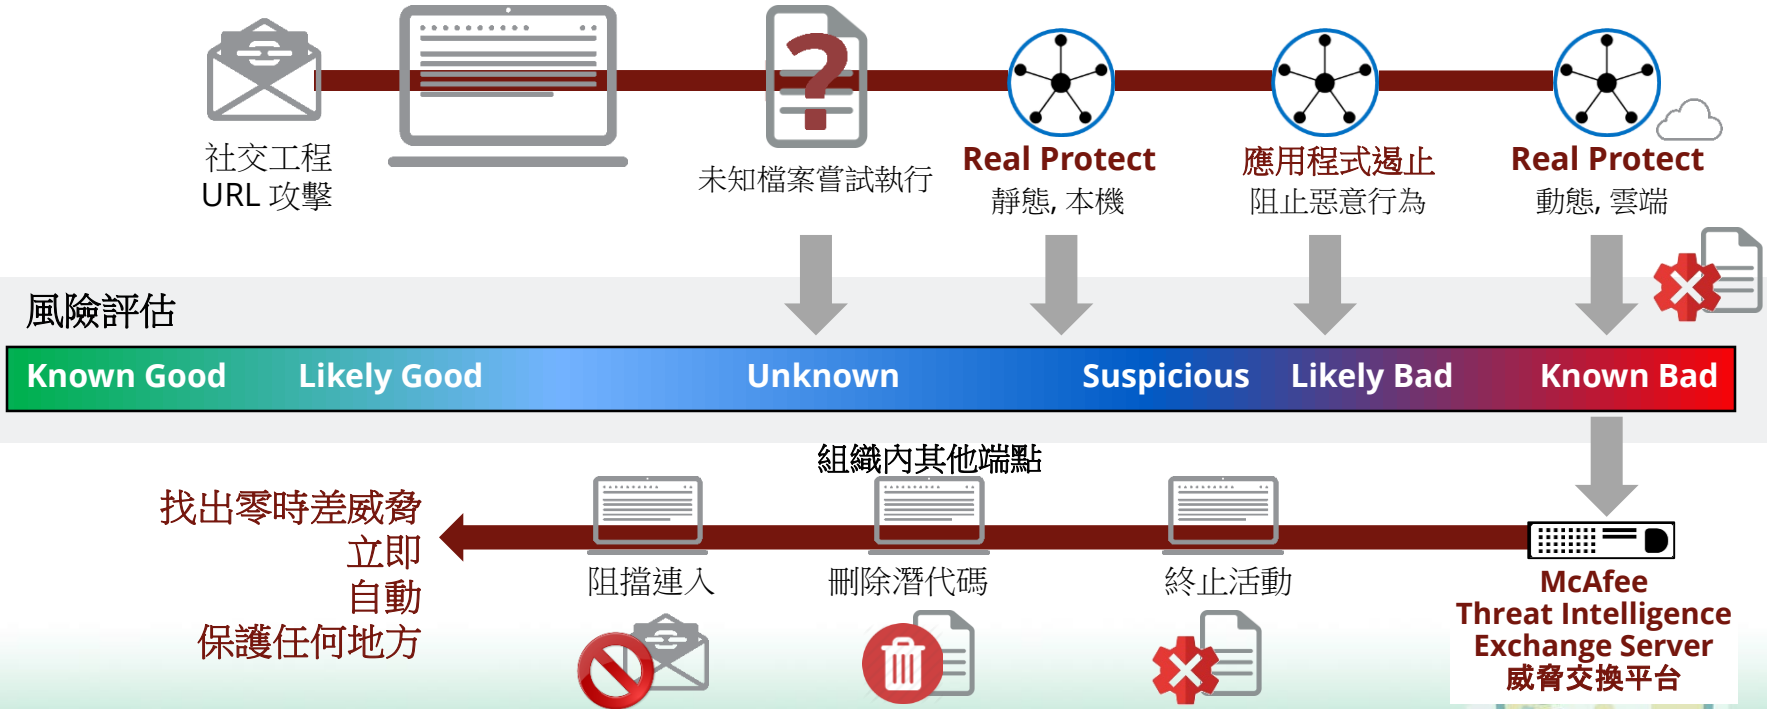 社交工程
URL 攻擊
未知檔案嘗試執行
Real Protect
靜態, 本機
應用程式遏止
阻止惡意行為
Real Protect
動態, 雲端
風險評估
Known Good
Likely Good
Unknown
Suspicious
Likely Bad
Known Bad
組織內其他端點
找出零時差威脅
立即
自動
保護任何地方
阻擋連入
刪除潛代碼
終止活動
McAfee
Threat Intelligence
Exchange Server
威脅交換平台